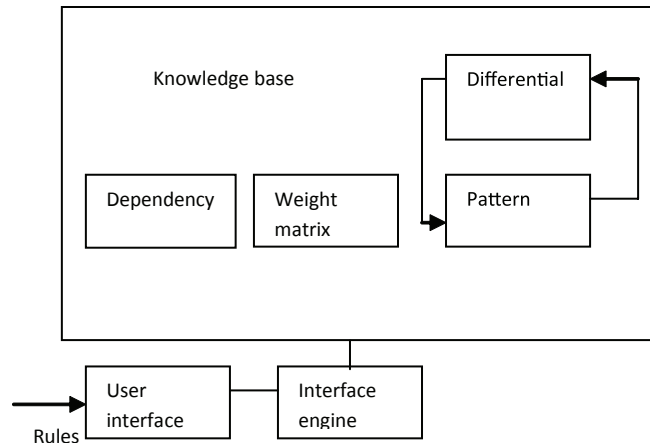 Differential
Knowledge base
Dependency
Weight
matrix
Pattern
User
interface
Interface
engine
Rules